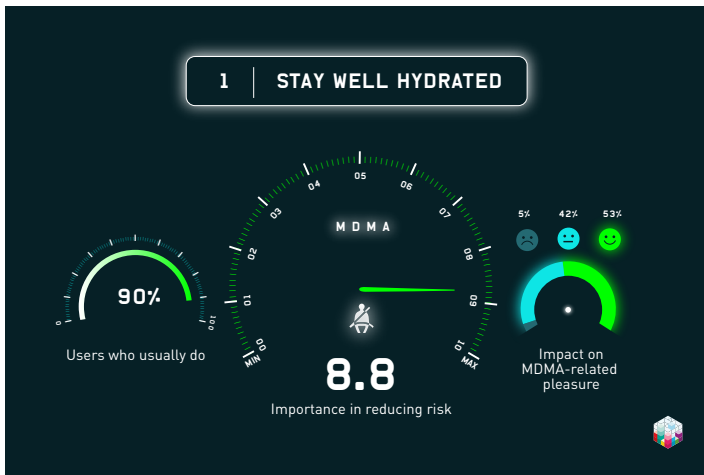 1 STAY WELL HYDRATED
MDMA
00
01
02
03
04
05
06
07
08
09
10
MIN
MAX
0
100
90%
Users who usually do
8.8
Importance in reducing risk
5% 42% 53%
Impact on
MDMA-related
pleasure